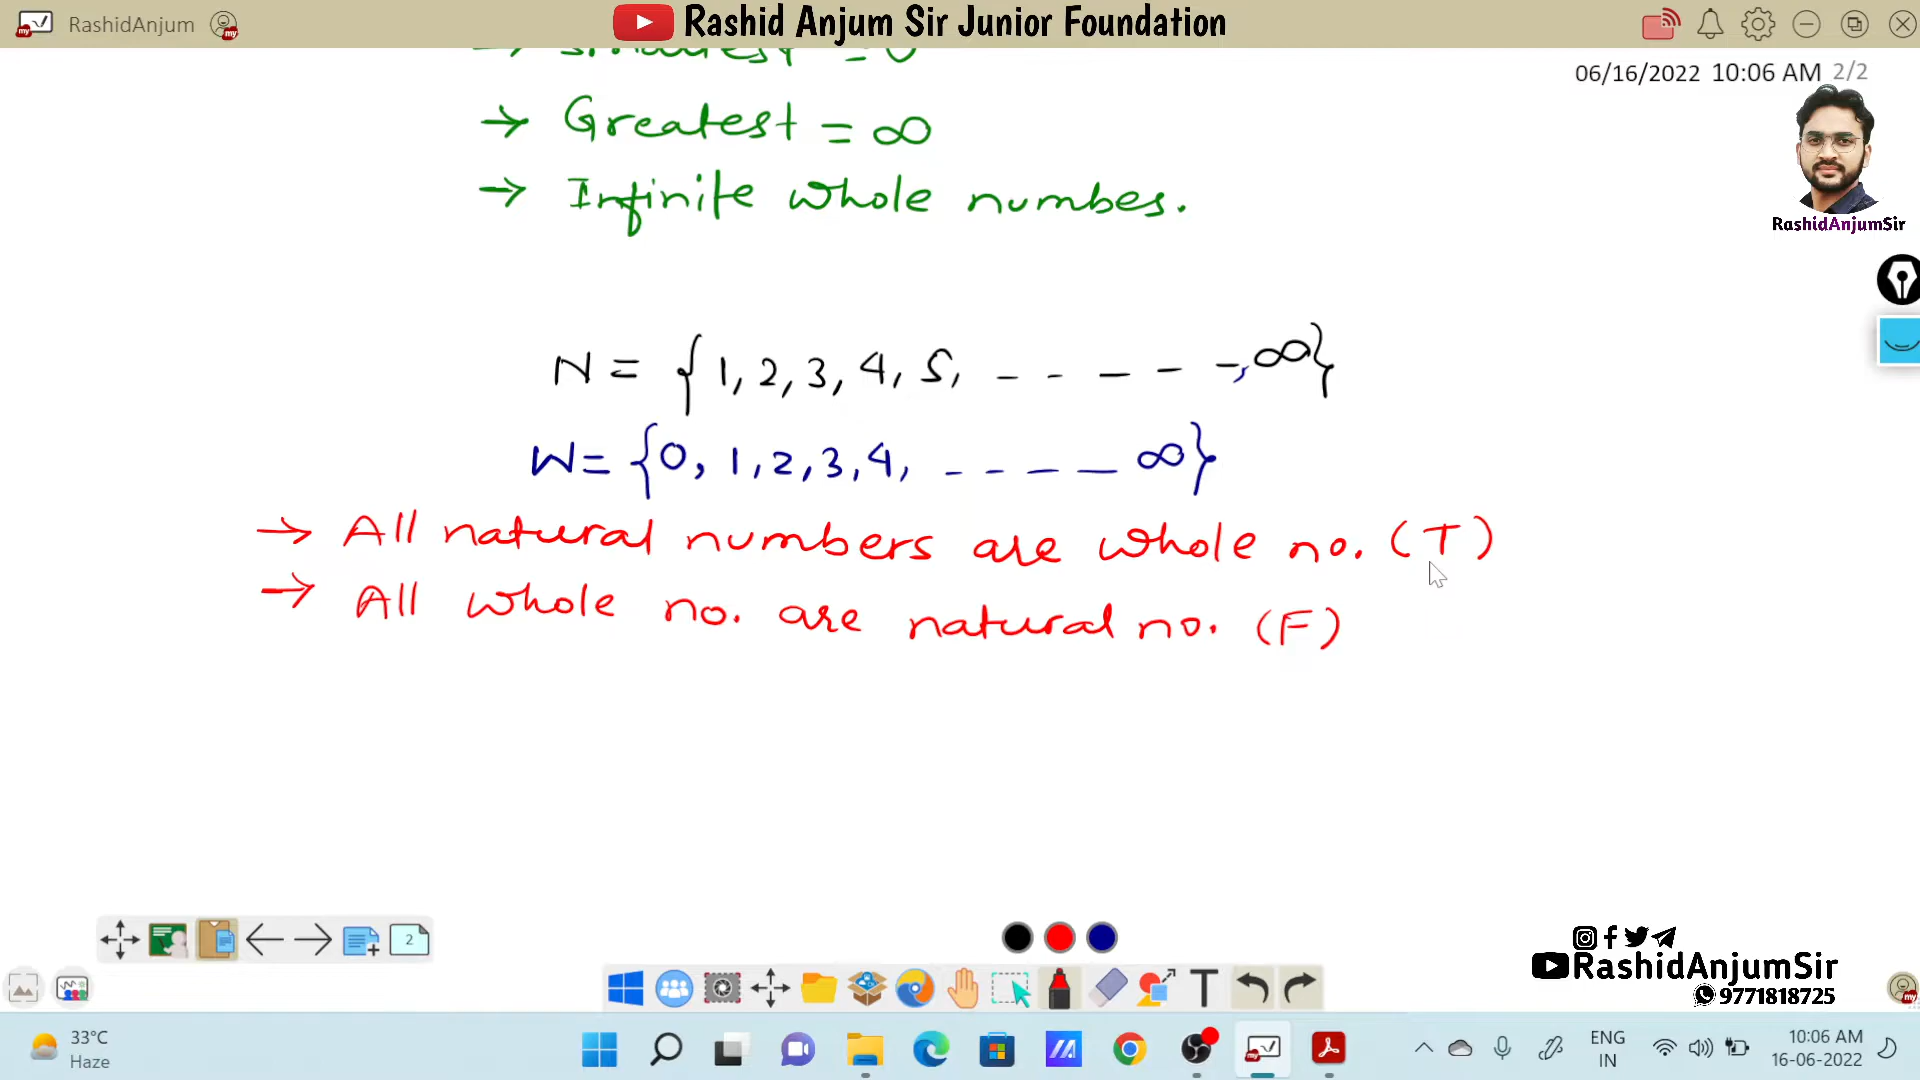 RashidAnjum
Rashid Anjum Sir Junior Foundation
06/16/2022 10:06 AM 2/2
Smallest = 0
→ Greatest = ∞
→ Infinite whole numbes.
RashidAnjumSir
N = {1, 2, 3, 4, 5, - - - - -, ∞}
W = {0, 1, 2, 3, 4, - - - - ∞}
→ All natural numbers are whole no. (T)
→ All whole no. are natural no. (F)
2
RashidAnjumSir
9771818725
33°C
Haze
ENG
IN
10:06 AM
16-06-2022